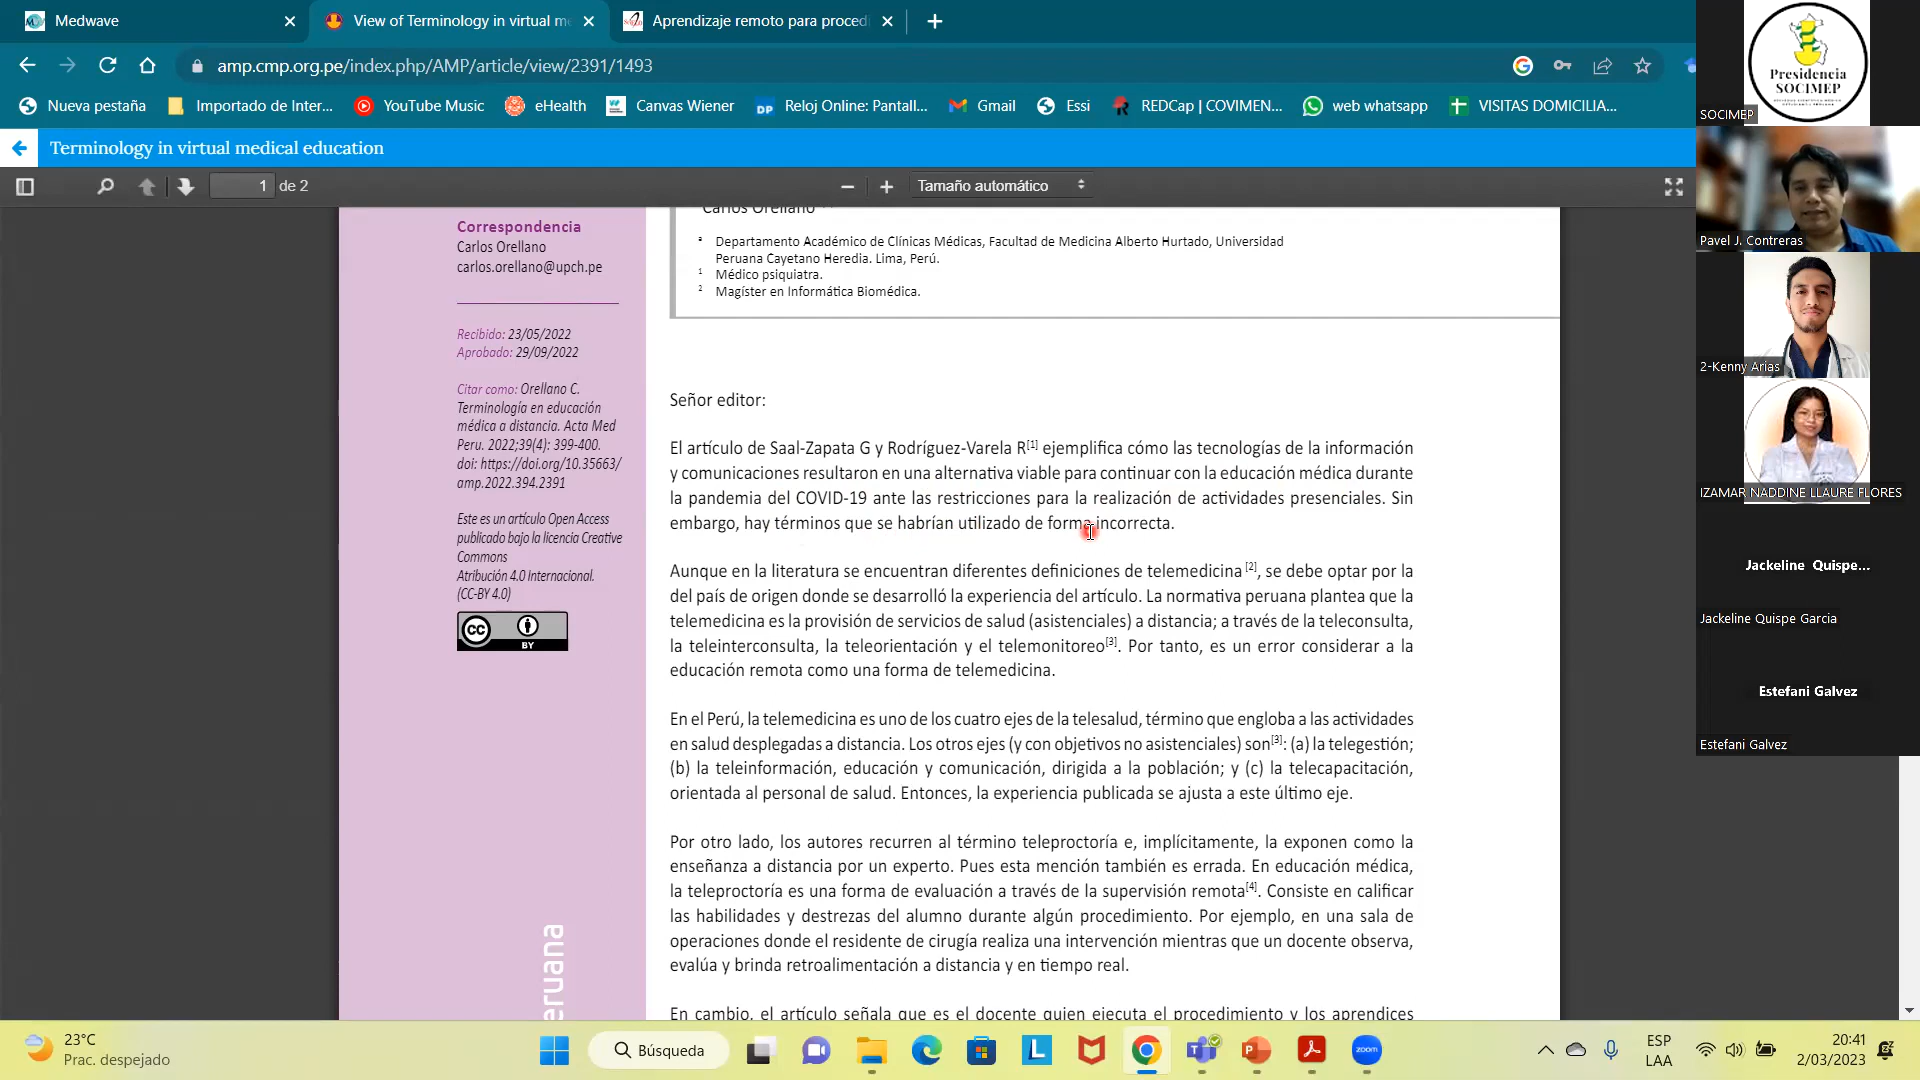 Medwave
View of Terminology in virtual me
Aprendizaje remoto para proced
amp.cmp.org.pe/index.php/AMP/article/view/2391/1493
Nueva pestaña
Importado de Inter...
YouTube Music
eHealth
Canvas Wiener
DP
Reloj Online: Pantall...
Gmail
Essi
REDCap | COVIMEN...
web whatsapp
VISITAS DOMICILIA...
Terminology in virtual medical education
1 de 2
Tamaño automático
Correspondencia
Carlos Orellano
carlos.orellano@upch.pe
Recibido: 23/05/2022
Aprobado: 29/09/2022
Citar como: Orellano C.
Terminología en educación
médica a distancia. Acta Med
Peru. 2022;39(4): 399-400.
doi: https://doi.org/10.35663/
amp.2022.394.2391
Este es un artículo Open Access
publicado bajo la licencia Creative
Commons
Atribución 4.0 Internacional.
(CC-BY 4.0)
CC BY
eruana
Carlos Orellano
a Departamento Académico de Clínicas Médicas, Facultad de Medicina Alberto Hurtado, Universidad
Peruana Cayetano Heredia. Lima, Perú.
1 Médico psiquiatra.
2 Magíster en Informática Biomédica.
Señor editor:
El artículo de Saal-Zapata G y Rodríguez-Varela R[1] ejemplifica cómo las tecnologías de la información
y comunicaciones resultaron en una alternativa viable para continuar con la educación médica durante
la pandemia del COVID-19 ante las restricciones para la realización de actividades presenciales. Sin
embargo, hay términos que se habrían utilizado de forma incorrecta.
Aunque en la literatura se encuentran diferentes definiciones de telemedicina [2], se debe optar por la
del país de origen donde se desarrolló la experiencia del artículo. La normativa peruana plantea que la
telemedicina es la provisión de servicios de salud (asistenciales) a distancia; a través de la teleconsulta,
la teleinterconsulta, la teleorientación y el telemonitoreo[3]. Por tanto, es un error considerar a la
educación remota como una forma de telemedicina.
En el Perú, la telemedicina es uno de los cuatro ejes de la telesalud, término que engloba a las actividades
en salud desplegadas a distancia. Los otros ejes (y con objetivos no asistenciales) son[3]: (a) la telegestión;
(b) la teleinformación, educación y comunicación, dirigida a la población; y (c) la telecapacitación,
orientada al personal de salud. Entonces, la experiencia publicada se ajusta a este último eje.
Por otro lado, los autores recurren al término teleproctoría e, implícitamente, la exponen como la
enseñanza a distancia por un experto. Pues esta mención también es errada. En educación médica,
la teleproctoría es una forma de evaluación a través de la supervisión remota[4]. Consiste en calificar
las habilidades y destrezas del alumno durante algún procedimiento. Por ejemplo, en una sala de
operaciones donde el residente de cirugía realiza una intervención mientras que un docente observa,
evalúa y brinda retroalimentación a distancia y en tiempo real.
En cambio, el artículo señala que es el docente quien ejecuta el procedimiento y los aprendices
Presidencia
SOCIMEP
SOCIMEP
Pavel J. Contreras
2-Kenny Arias
IZAMAR NADDINE LLAURE FLORES
Jackeline Quispe...
Jackeline Quispe Garcia
Estefani Galvez
Estefani Galvez
23°C
Prac. despejado
Búsqueda
L
zoom
ESP
LAA
20:41
2/03/2023